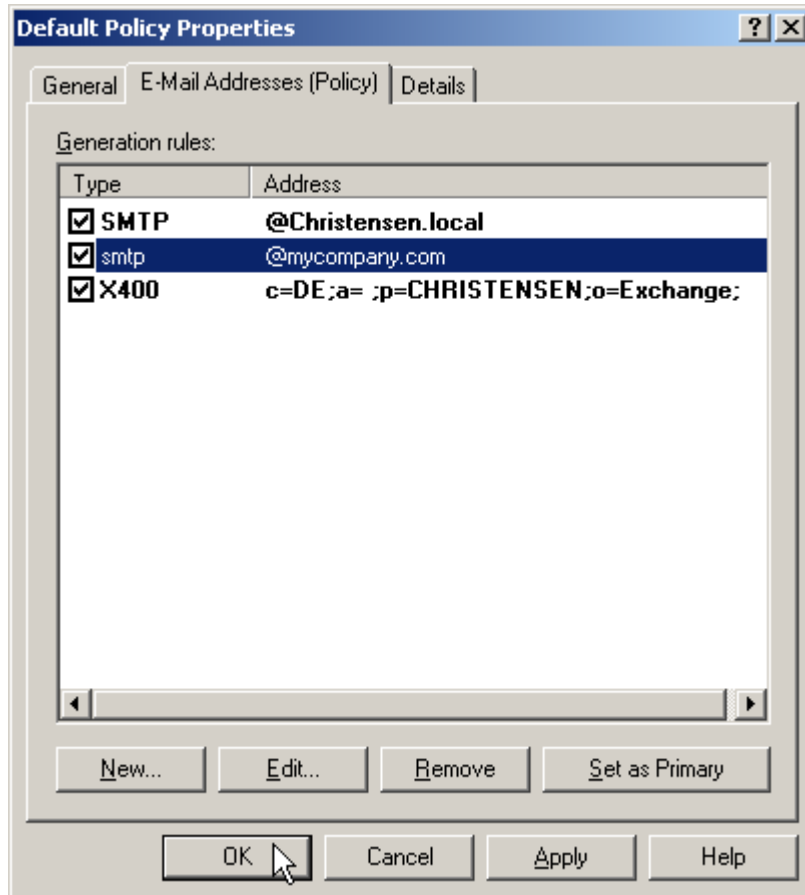 Default Policy Properties
General E-Mail Addresses (Policy) Details
Generation rules:
Type Address
SMTP @Christensen.local
smtp @mycompany.com
X400 c=DE;a= ;p=CHRISTENSEN;o=Exchange;
New... Edit... Remove Set as Primary
OK Cancel Apply Help